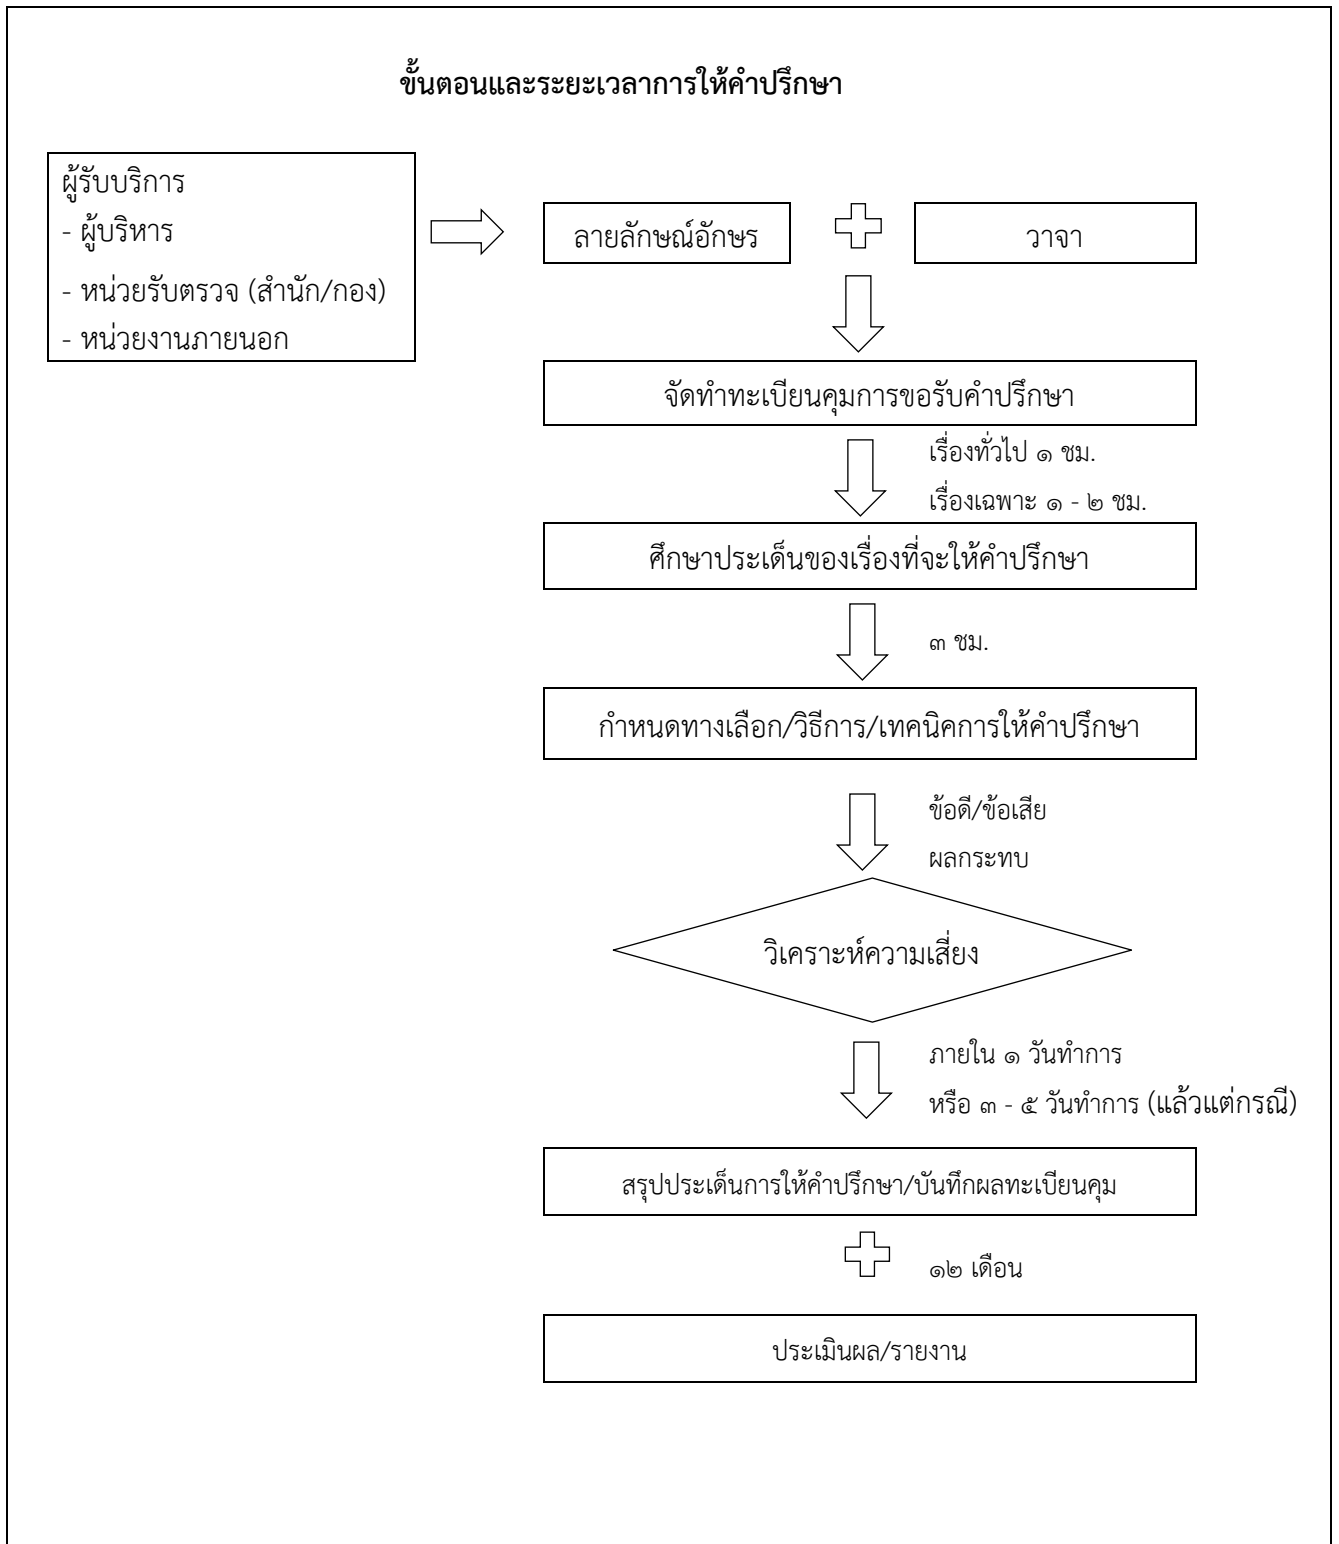 ขั้นตอนและระยะเวลาการให้คำปรึกษา
ผู้รับบริการ
- ผู้บริหาร
- หน่วยรับตรวจ (สำนัก/กอง)
- หน่วยงานภายนอก
ลายลักษณ์อักษร
วาจา
จัดทำทะเบียนคุมการขอรับคำปรึกษา
เรื่องทั่วไป ๑ ชม.
เรื่องเฉพาะ ๑ - ๒ ชม.
ศึกษาประเด็นของเรื่องที่จะให้คำปรึกษา
๓ ชม.
กำหนดทางเลือก/วิธีการ/เทคนิคการให้คำปรึกษา
ข้อดี/ข้อเสีย
ผลกระทบ
วิเคราะห์ความเสี่ยง
ภายใน ๑ วันทำการ
หรือ ๓ - ๕ วันทำการ (แล้วแต่กรณี)
สรุปประเด็นการให้คำปรึกษา/บันทึกผลทะเบียนคุม
๑๒ เดือน
ประเมินผล/รายงาน